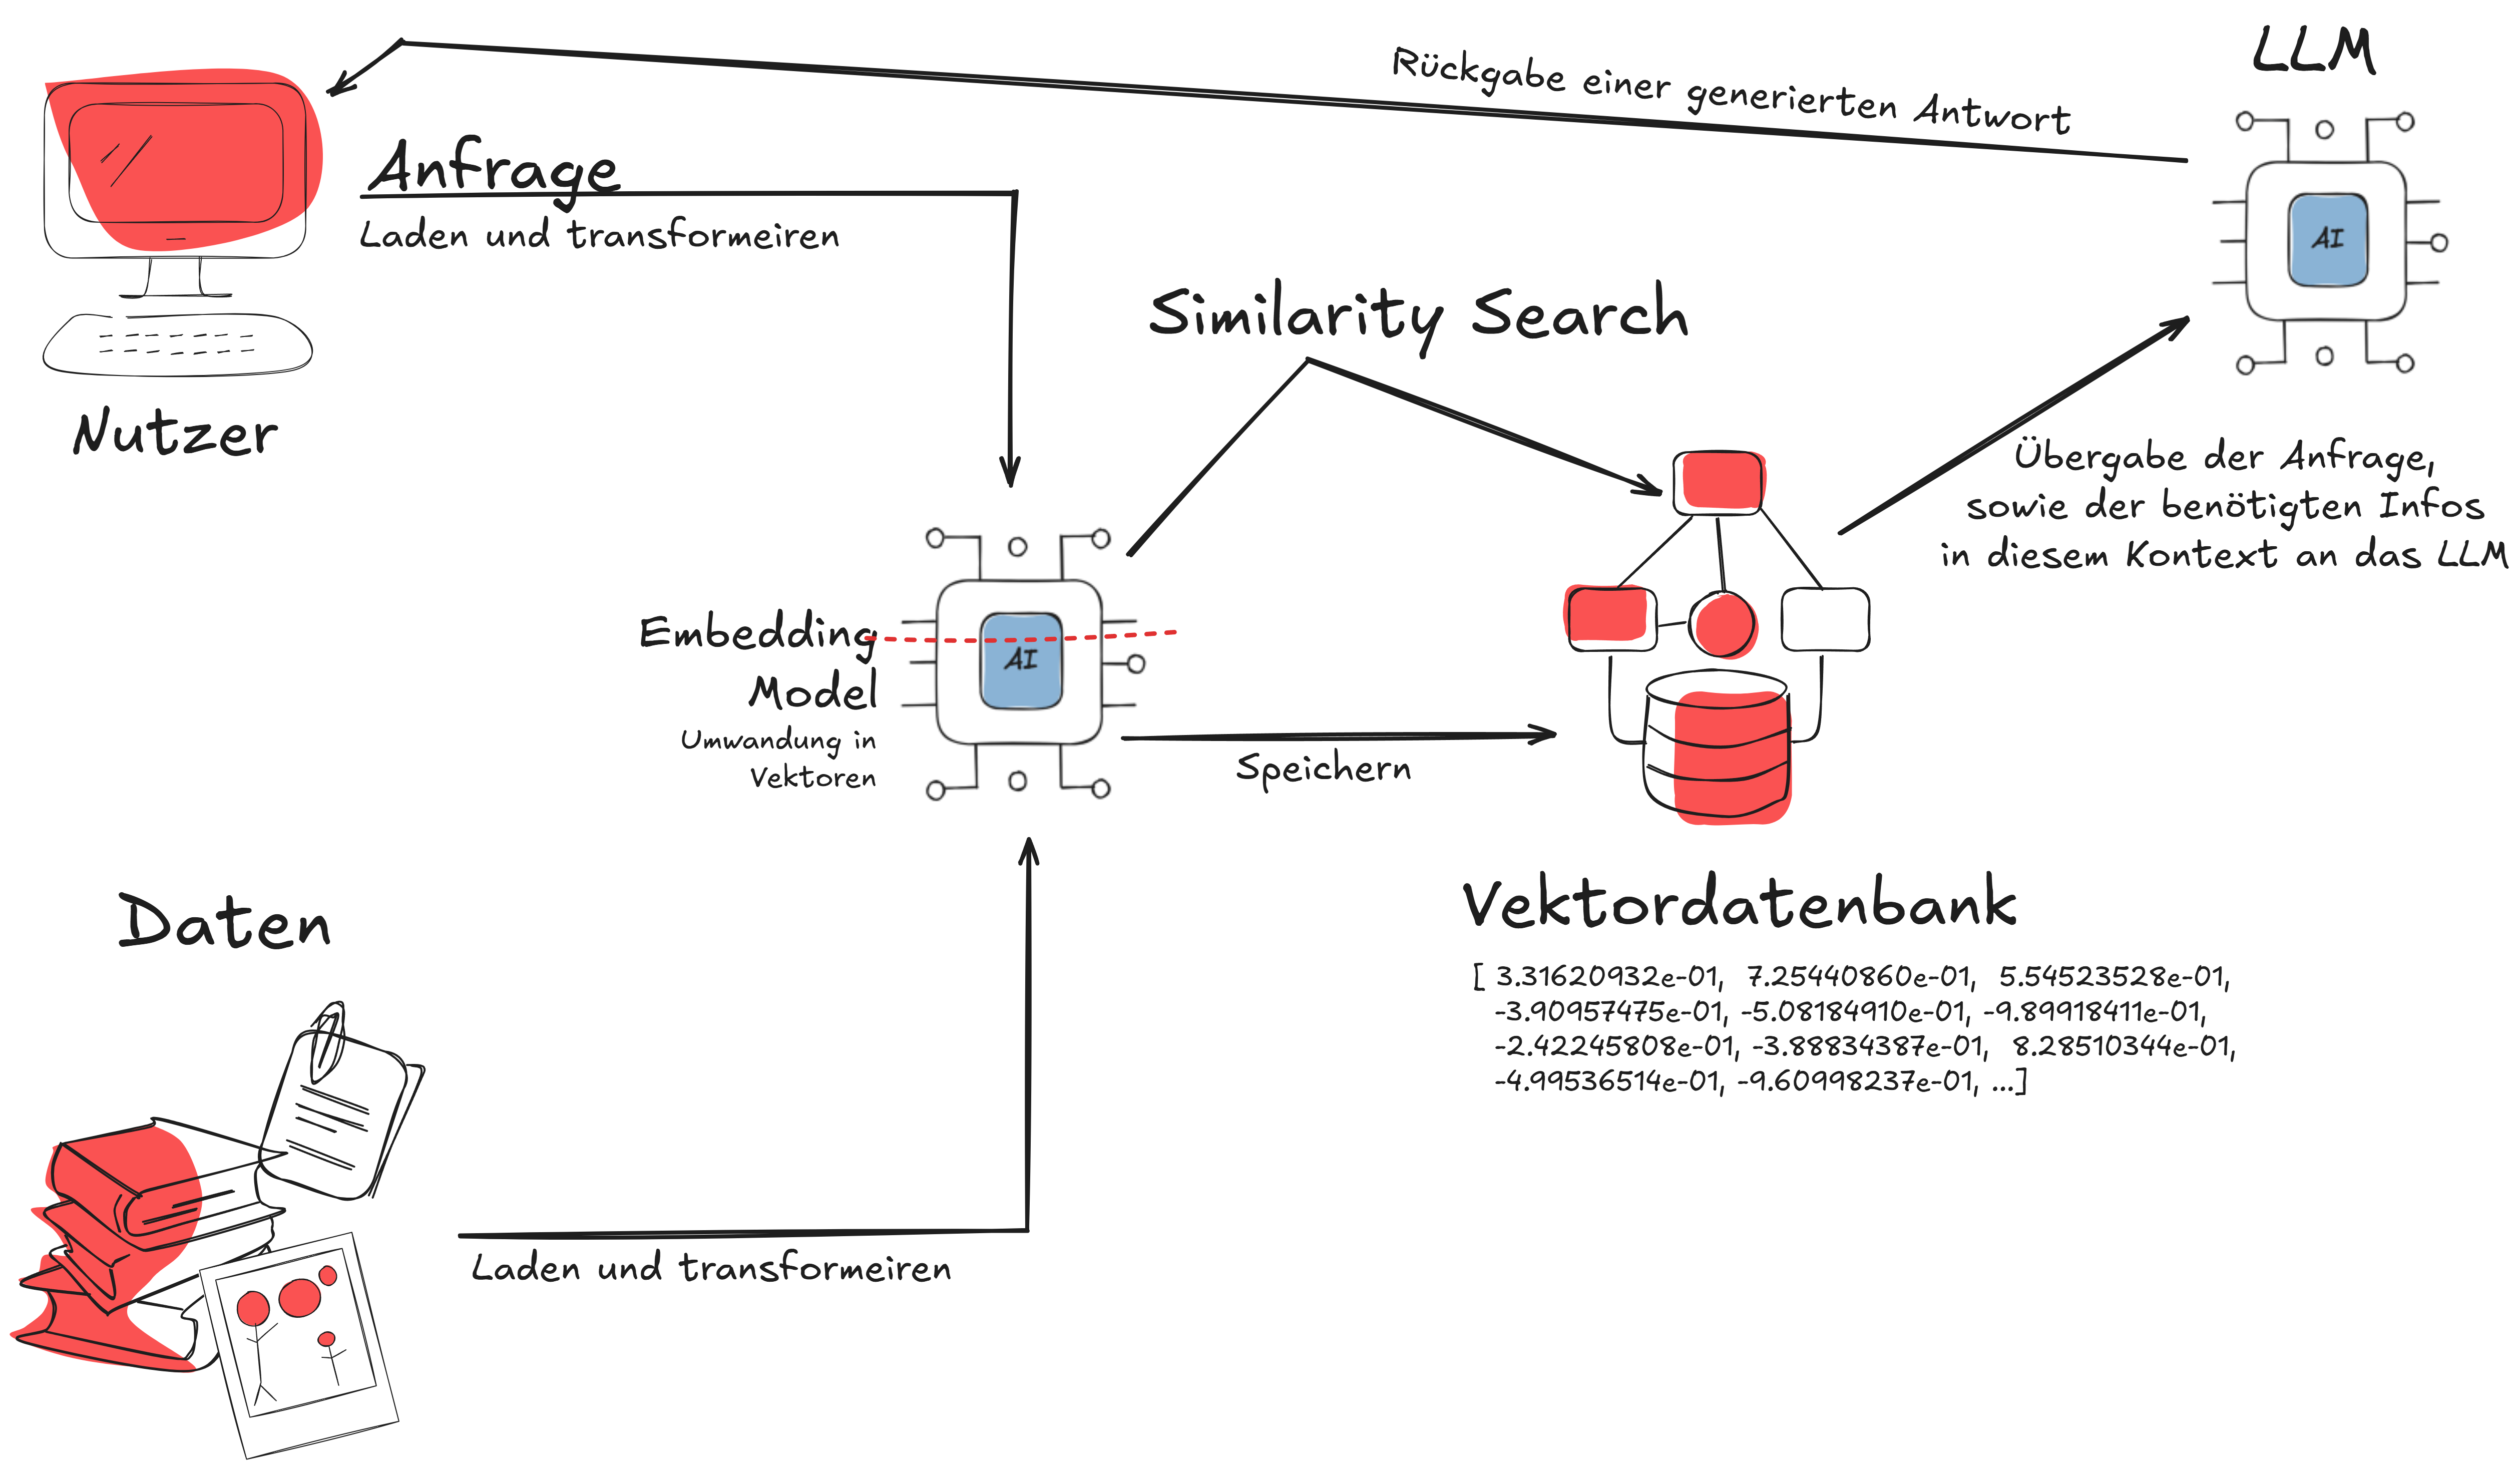 LLM
Rückgabe einer generierten Antwort
Anfrage
Laden und transformeiren
AI
Similarity Search
Nutzer
Übergabe der Anfrage,
sowie der benötigten Infos
in diesem Kontext an das LLM
Embedding
Model
Umwandung in
Vektoren
AI
Speichern
Vektordatenbank
[ 3.31620932e-01, 7.25440860e-01, 5.54523528e-01,
-3.90957475e-01, -5.08184910e-01, -9.89918411e-01,
-2.42245808e-01, -3.88834387e-01, 8.28510344e-01,
-4.99536514e-01, -9.60998237e-01, ...]
Daten
Laden und transformeiren